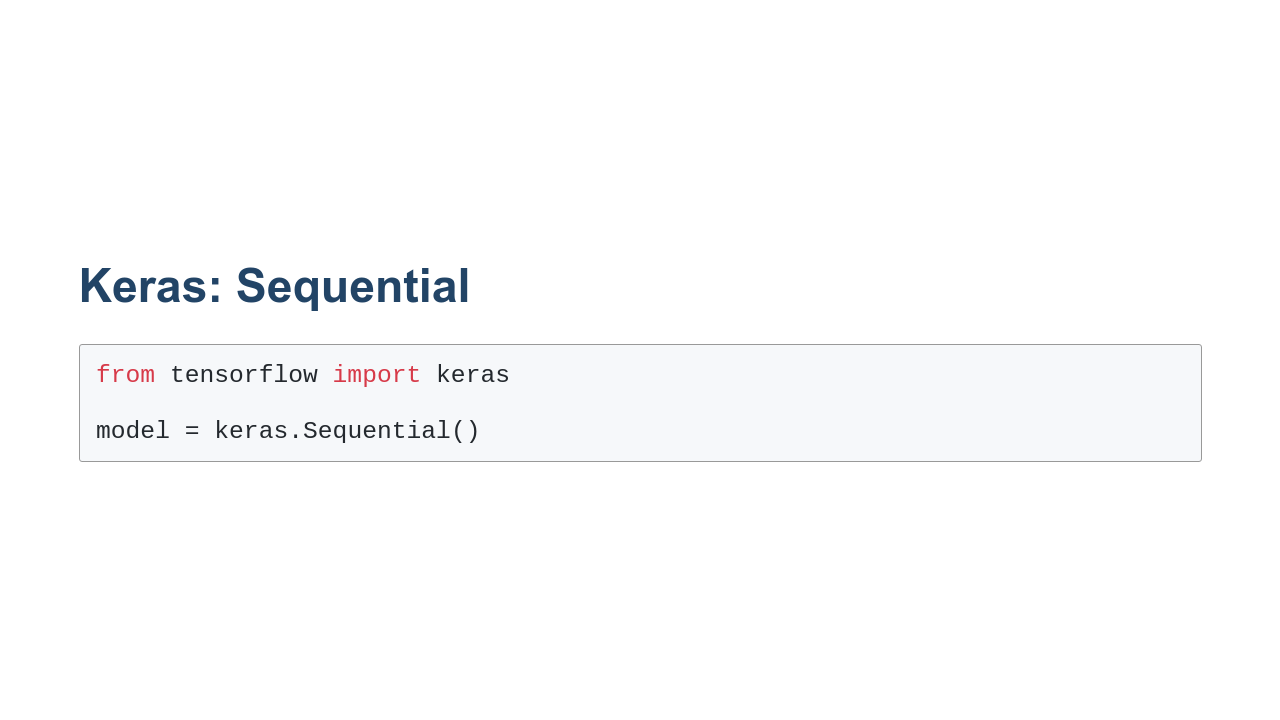 Keras: Sequential
from tensorflow import keras
model = keras.Sequential()